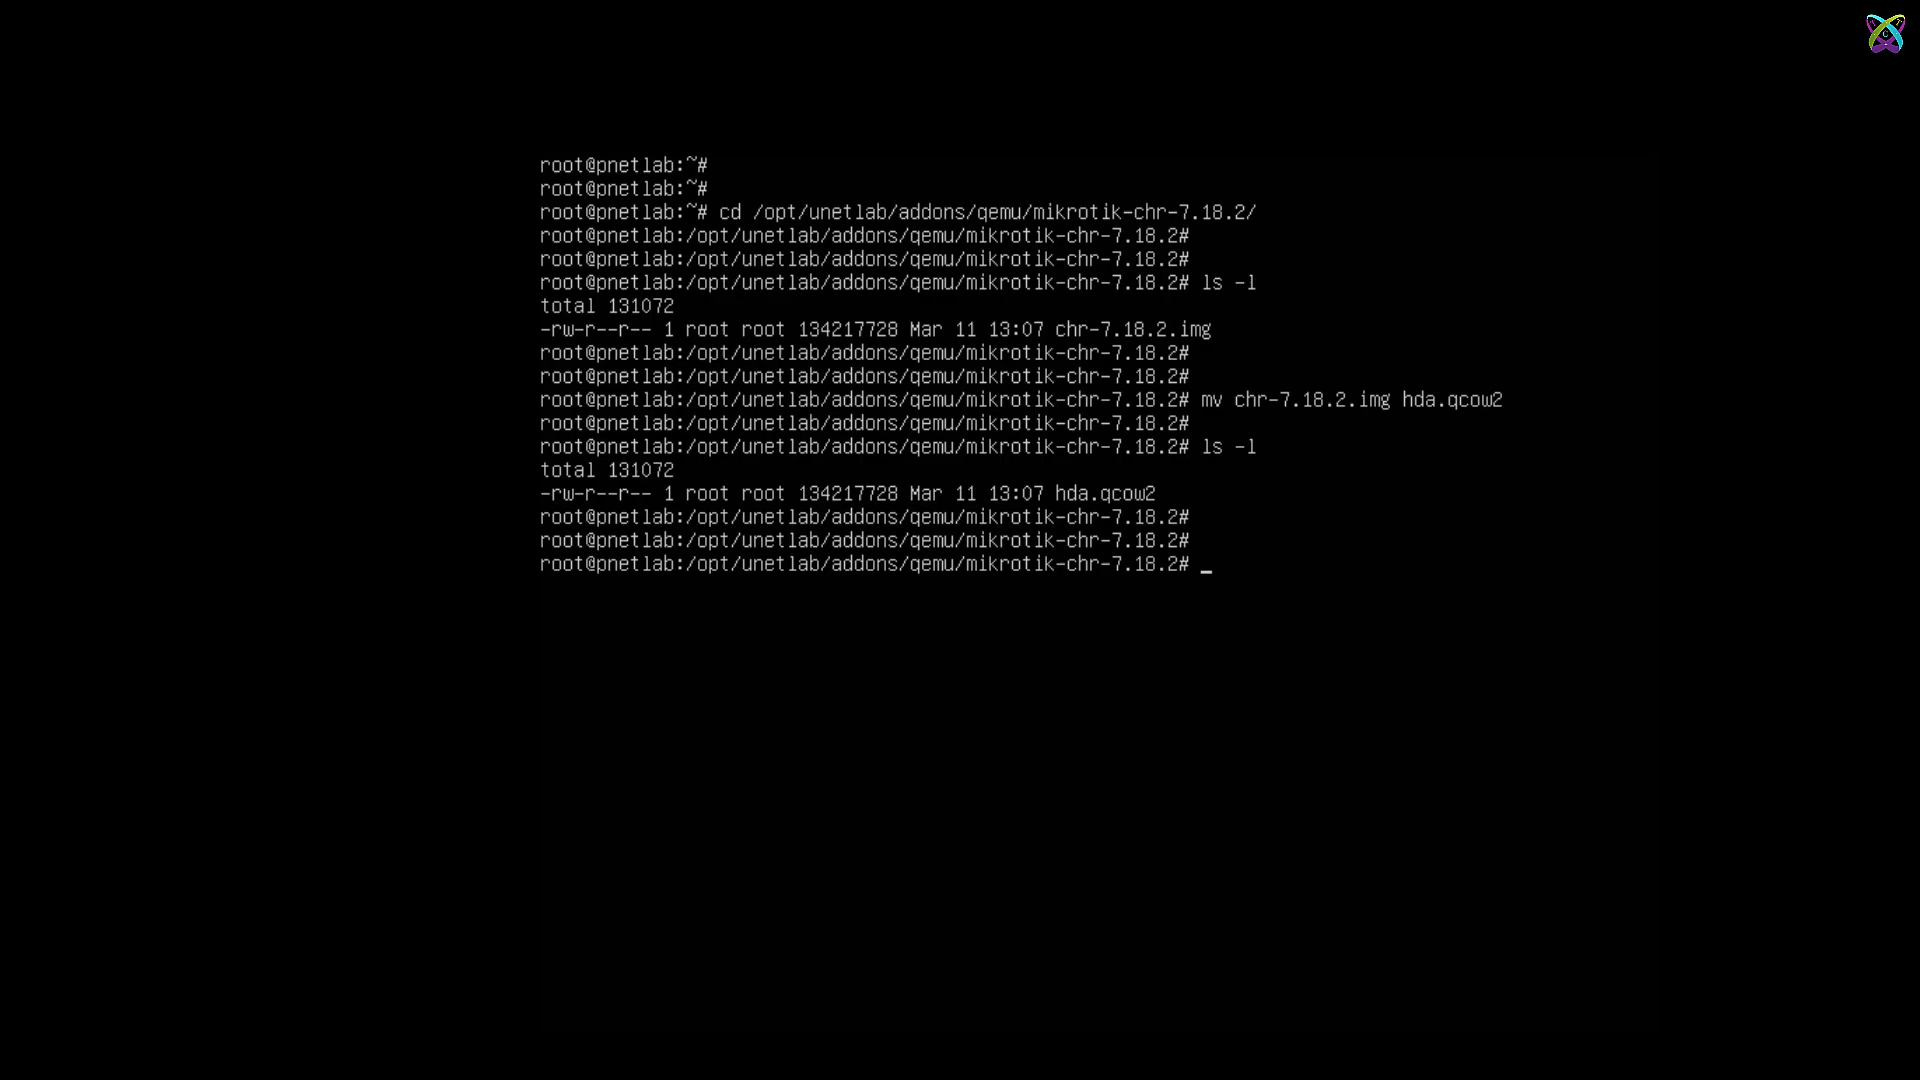 root@pnetlab:~#
root@pnetlab:~#
root@pnetlab:~# cd /opt/unetlab/addons/qemu/mikrotik-chr-7.18.2/
root@pnetlab:/opt/unetlab/addons/qemu/mikrotik-chr-7.18.2#
root@pnetlab:/opt/unetlab/addons/qemu/mikrotik-chr-7.18.2#
root@pnetlab:/opt/unetlab/addons/qemu/mikrotik-chr-7.18.2# ls -l
total 131072
-rw-r--r-- 1 root root 134217728 Mar 11 13:07 chr-7.18.2.img
root@pnetlab:/opt/unetlab/addons/qemu/mikrotik-chr-7.18.2#
root@pnetlab:/opt/unetlab/addons/qemu/mikrotik-chr-7.18.2#
root@pnetlab:/opt/unetlab/addons/qemu/mikrotik-chr-7.18.2# mv chr-7.18.2.img hda.qcow2
root@pnetlab:/opt/unetlab/addons/qemu/mikrotik-chr-7.18.2#
root@pnetlab:/opt/unetlab/addons/qemu/mikrotik-chr-7.18.2# ls -l
total 131072
-rw-r--r-- 1 root root 134217728 Mar 11 13:07 hda.qcow2
root@pnetlab:/opt/unetlab/addons/qemu/mikrotik-chr-7.18.2#
root@pnetlab:/opt/unetlab/addons/qemu/mikrotik-chr-7.18.2#
root@pnetlab:/opt/unetlab/addons/qemu/mikrotik-chr-7.18.2# _